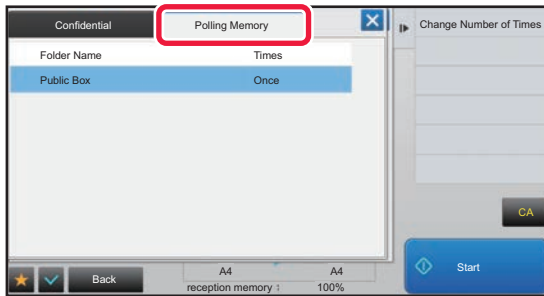 Confidential
Polling Memory
Change Number of Times
Folder Name
Times
Public Box
Once
CA
Start
Back
A4
A4
reception memory :
100%